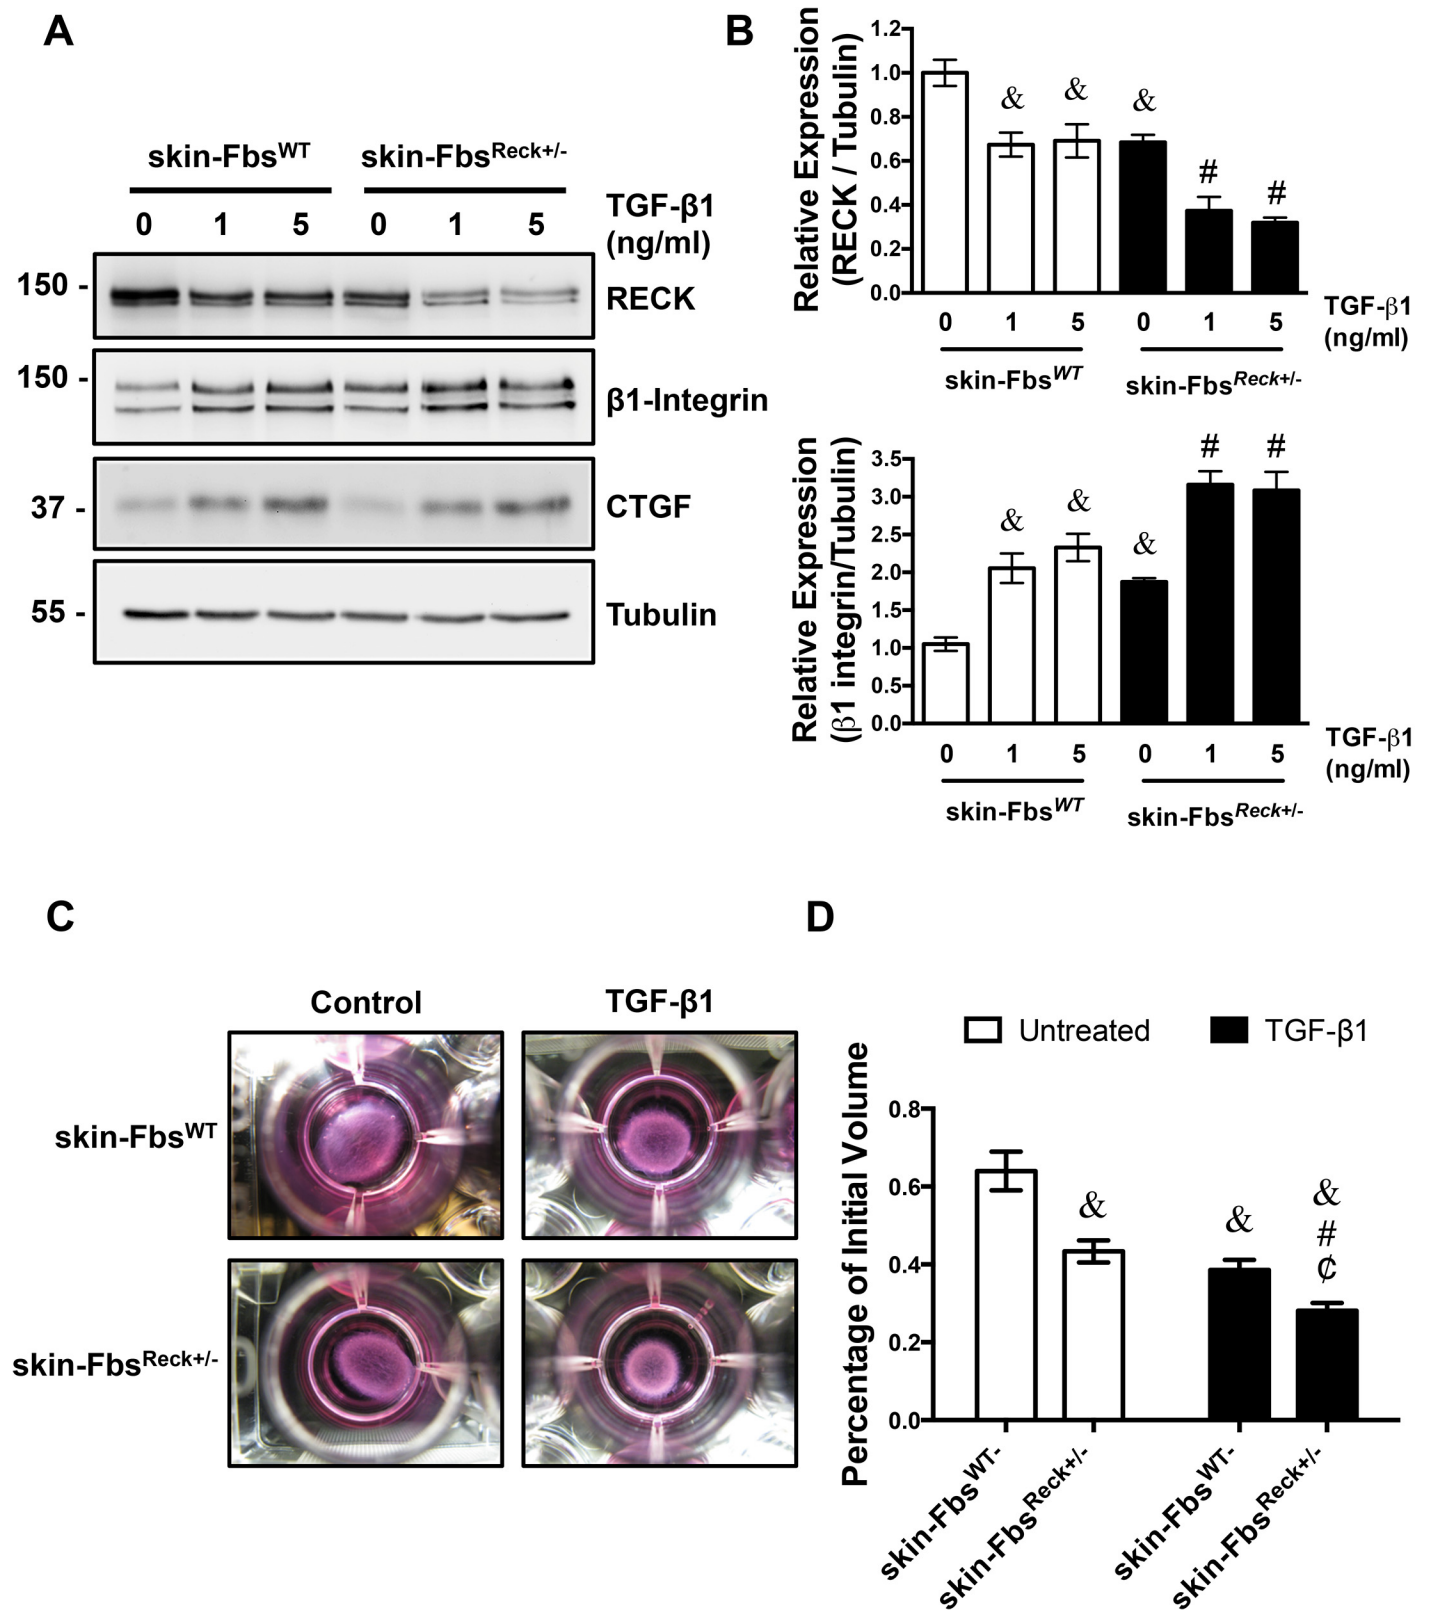 A
skin-FbsWT skin-FbsReck+/-
TGF-β1
(ng/ml)
0 1 5 0 1 5
150 - RECK
150 - β1-Integrin
37 - CTGF
55 - Tubulin
B
Relative Expression
(RECK / Tubulin)
1.2
1.0
0.8
0.6
0.4
0.2
0.0
& & & # #
0 1 5 0 1 5
TGF-β1
(ng/ml)
skin-FbsWT skin-FbsReck+/-
Relative Expression
(β1 integrin/Tubulin)
3.5
3.0
2.5
2.0
1.5
1.0
0.5
0.0
& & & # #
0 1 5 0 1 5
TGF-β1
(ng/ml)
skin-FbsWT skin-FbsReck+/-
C
Control TGF-β1
skin-FbsWT
skin-FbsReck+/-
D
Untreated TGF-β1
Percentage of Initial Volume
0.8
0.6
0.4
0.2
0.0
&
&
&
#
¢
skin-FbsWT-
skin-FbsReck+/-
skin-FbsWT-
skin-FbsReck+/-